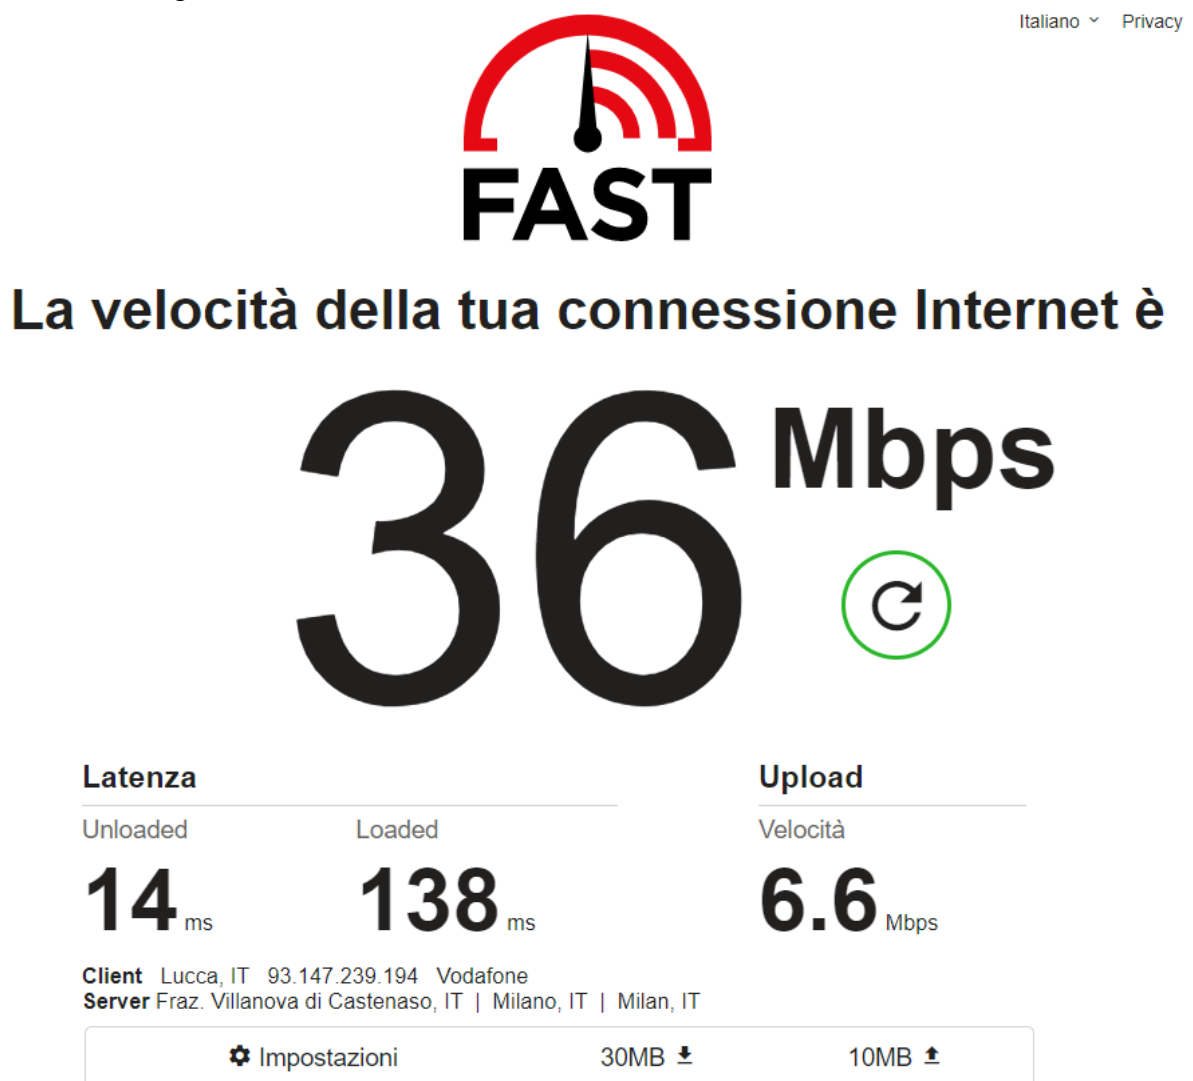 Italiano Privacy
FAST
La velocità della tua connessione Internet è
36 Mbps
Latenza
Upload
Unloaded Loaded Velocità
14 ms 138 ms 6.6 Mbps
Client Lucca, IT 93.147.239.194 Vodafone
Server Fraz. Villanova di Castenaso, IT | Milano, IT | Milan, IT
Impostazioni 30MB 10MB